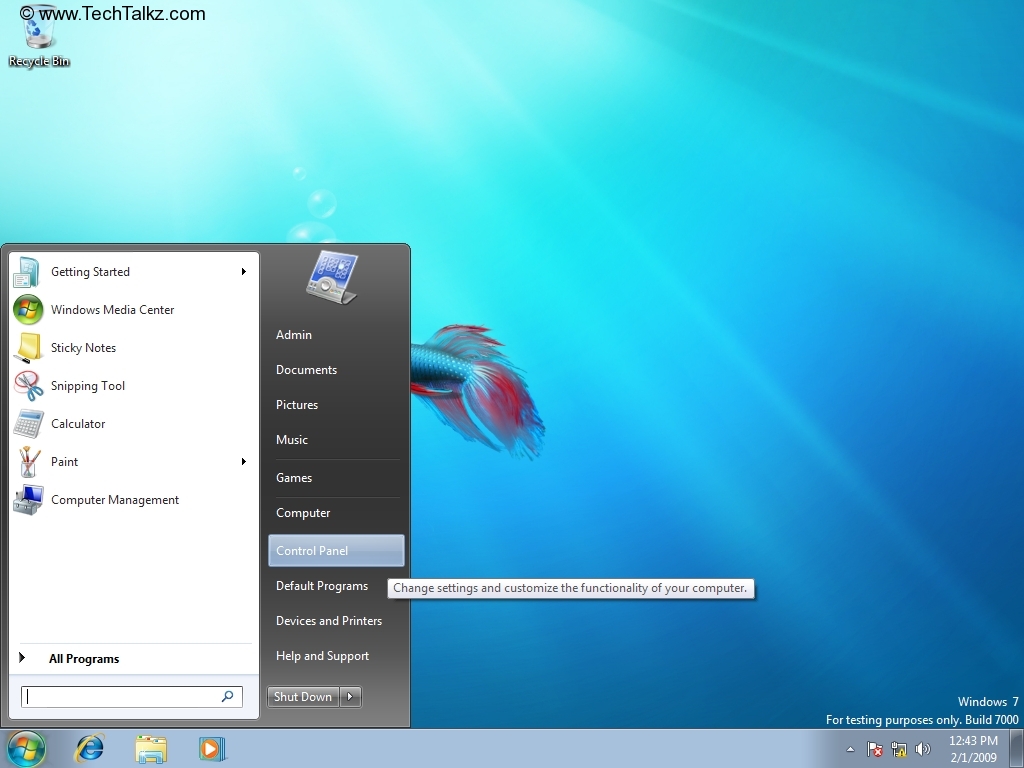 © www.TechTalkz.com
Recycle Bin
Getting Started
Windows Media Center
Sticky Notes
Snipping Tool
Calculator
Paint
Computer Management
All Programs
Admin
Documents
Pictures
Music
Games
Computer
Control Panel
Default Programs
Change settings and customize the functionality of your computer.
Devices and Printers
Help and Support
Shut Down
Windows 7
For testing purposes only. Build 7000
12:43 PM
2/1/2009